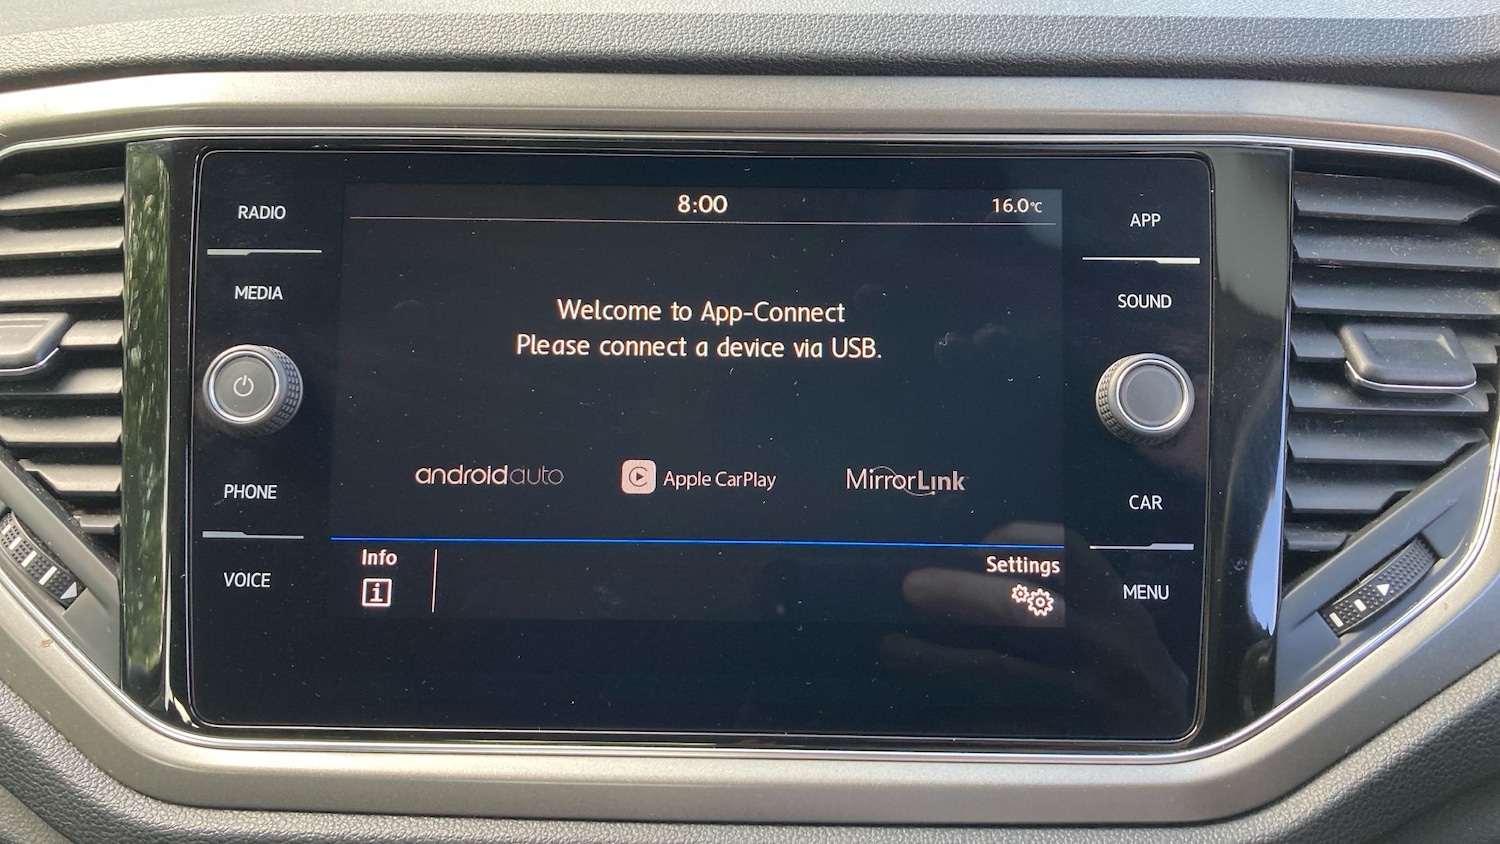 8:00
16.0°C
RADIO
MEDIA
PHONE
VOICE
Welcome to App-Connect
Please connect a device via USB.
androidauto
Apple CarPlay
MirrorLink
Info
i
Settings
APP
SOUND
CAR
MENU